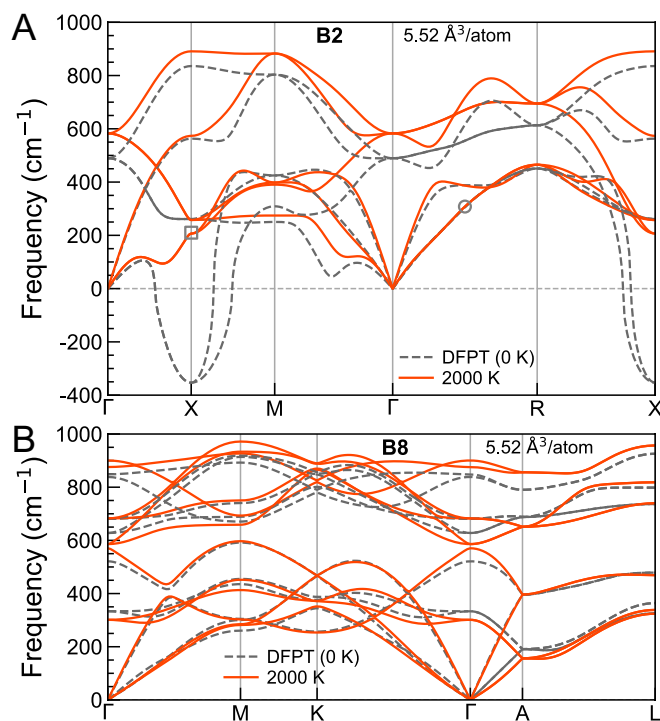 A
B2
5.52 Å³/atom
Frequency (cm⁻¹)
1000
800
600
400
200
0
-200
-400
DFPT (0 K)
2000 K
Γ X M Γ R X
B
B8
5.52 Å³/atom
Frequency (cm⁻¹)
1000
800
600
400
200
0
DFPT (0 K)
2000 K
Γ M K Γ A L